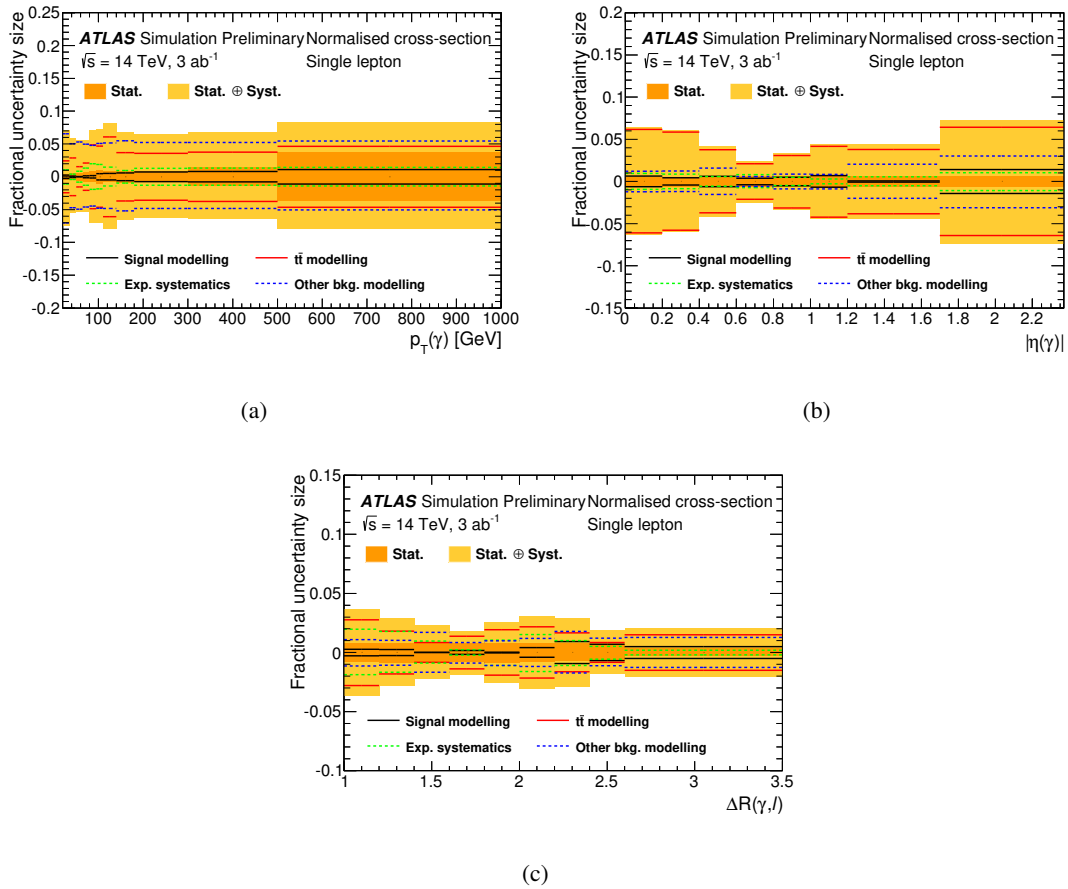 Fractional uncertainty size
0.25
0.2
0.15
0.1
0.05
0
-0.05
-0.1
-0.15
-0.2
ATLAS Simulation Preliminary Normalised cross-section
√s = 14 TeV, 3 ab⁻¹ Single lepton
Stat. Stat. ⊕ Syst.
Signal modelling tt̄ modelling
Exp. systematics Other bkg. modelling
100 200 300 400 500 600 700 800 900 1000
p_T(γ) [GeV]
(a)
Fractional uncertainty size
0.15
0.1
0.05
0
-0.05
-0.1
-0.15
ATLAS Simulation Preliminary Normalised cross-section
√s = 14 TeV, 3 ab⁻¹ Single lepton
Stat. Stat. ⊕ Syst.
Signal modelling tt̄ modelling
Exp. systematics Other bkg. modelling
0 0.2 0.4 0.6 0.8 1 1.2 1.4 1.6 1.8 2 2.2
|η(γ)|
(b)
Fractional uncertainty size
0.15
0.1
0.05
0
-0.05
-0.1
ATLAS Simulation Preliminary Normalised cross-section
√s = 14 TeV, 3 ab⁻¹ Single lepton
Stat. Stat. ⊕ Syst.
Signal modelling tt̄ modelling
Exp. systematics Other bkg. modelling
1 1.5 2 2.5 3 3.5
ΔR(γ,l)
(c)